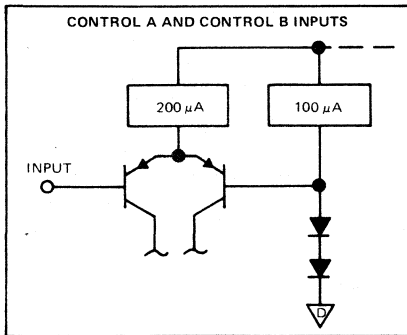 CONTROL A AND CONTROL B INPUTS
200 μA
100 μA
INPUT
D